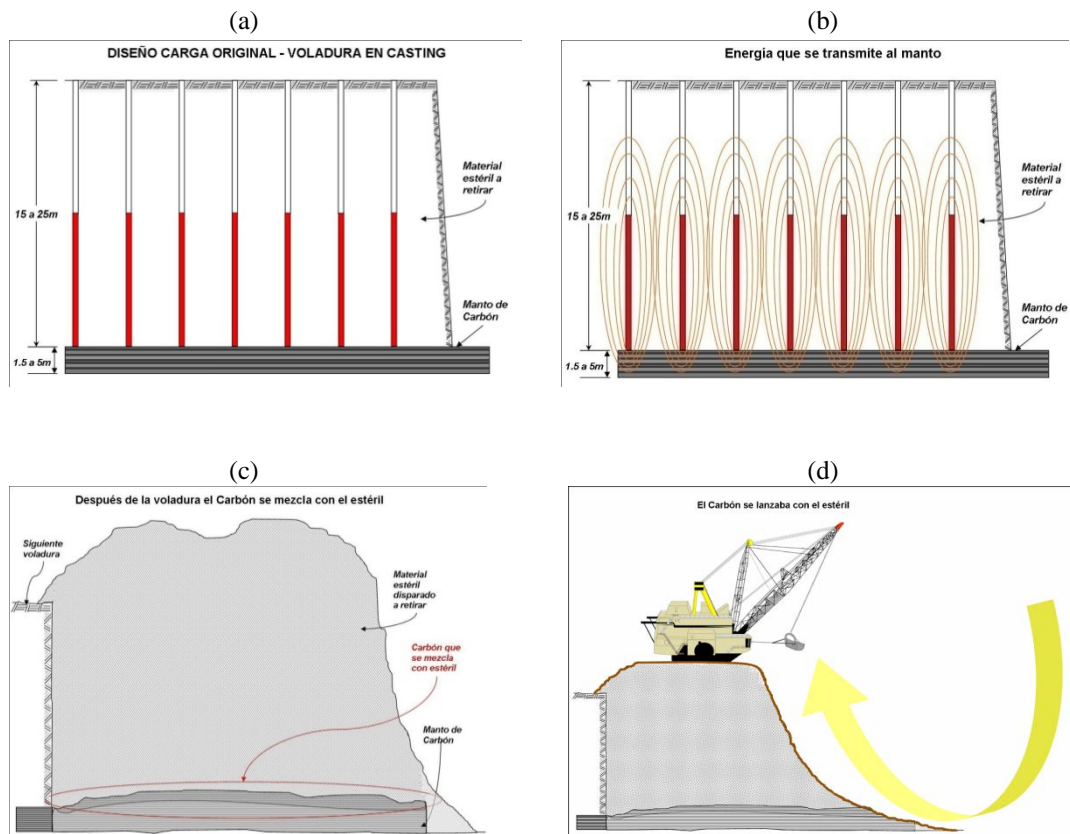 (a)
DISEÑO CARGA ORIGINAL - VOLADURA EN CASTING
15 a 25m
Material
estéril a
retirar
Manto de
Carbón
1.5 a 5m
(b)
Energia que se transmite al manto
15 a 25m
Material
estéril a
retirar
Manto de
Carbón
1.5 a 5m
(c)
Después de la voladura el Carbón se mezcla con el estéril
Siguiente
voladura
Material
estéril
disparado
a retirar
Carbón que
se mezcla
con estéril
Manto de
Carbón
(d)
El Carbón se lanzaba con el estéril